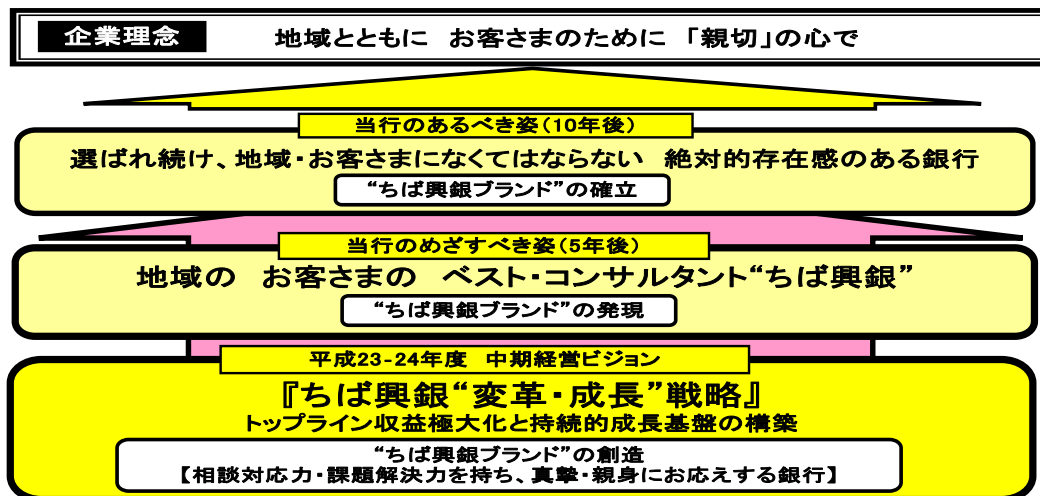 企業理念 地域とともに お客さまのために 「親切」の心で
当行のあるべき姿(10年後)
選ばれ続け、地域・お客さまになくてはならない 絶対的存在感のある銀行
“ちば興銀ブランド”の確立
当行のめざすべき姿(5年後)
地域の お客さまの ベスト・コンサルタント“ちば興銀”
“ちば興銀ブランド”の発現
平成23-24年度 中期経営ビジョン
『ちば興銀“変革・成長”戦略』
トップライン収益極大化と持続的成長基盤の構築
“ちば興銀ブランド”の創造
【相談対応力・課題解決力を持ち、真摯・親身にお応えする銀行】